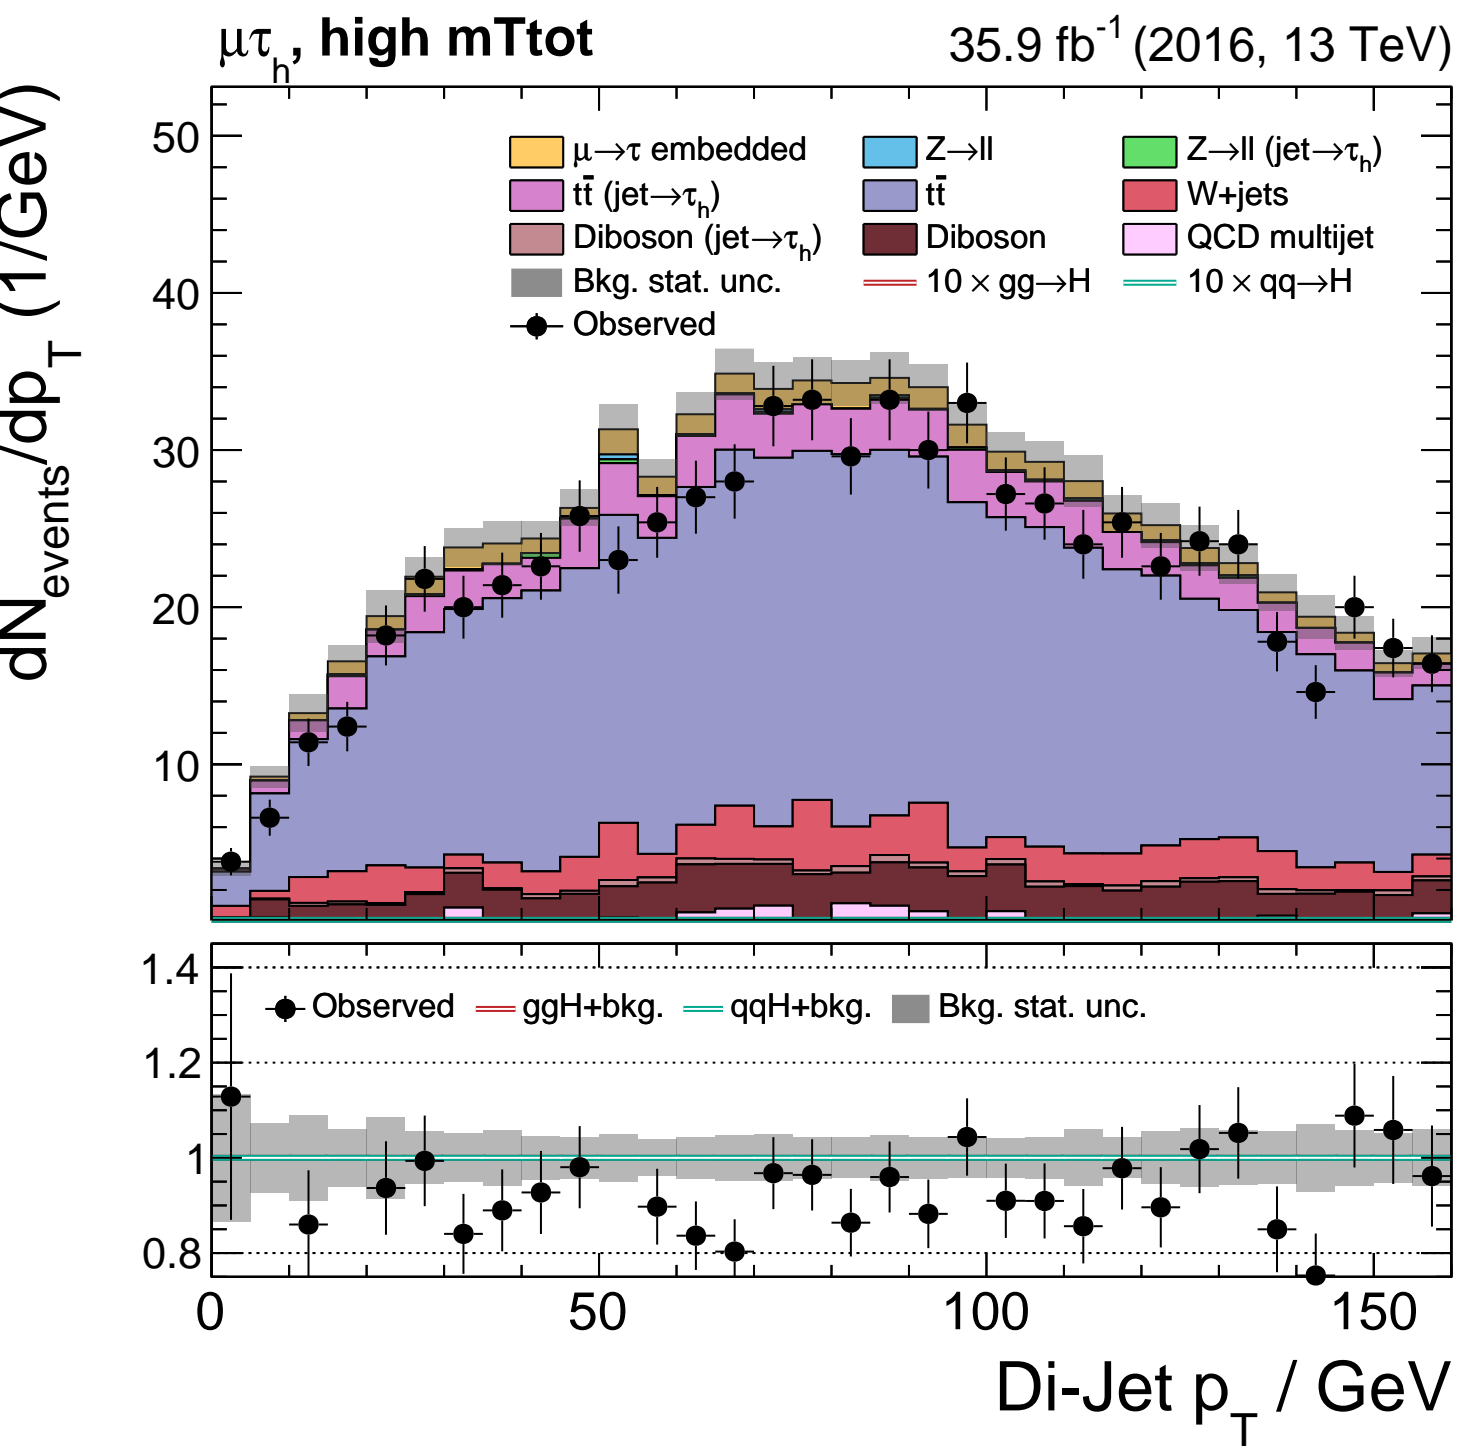 μτh, high mTtot 35.9 fb-1 (2016, 13 TeV)
dNevents/dpT (1/GeV)
50
40
30
20
10
μ→τ embedded Z→ll Z→ll (jet→τh)
tt̄ (jet→τh) tt̄ W+jets
Diboson (jet→τh) Diboson QCD multijet
Bkg. stat. unc. 10 × gg→H 10 × qq→H
Observed
1.4
1.2
1
0.8
Observed ggH+bkg. qqH+bkg. Bkg. stat. unc.
0 50 100 150
Di-Jet pT / GeV